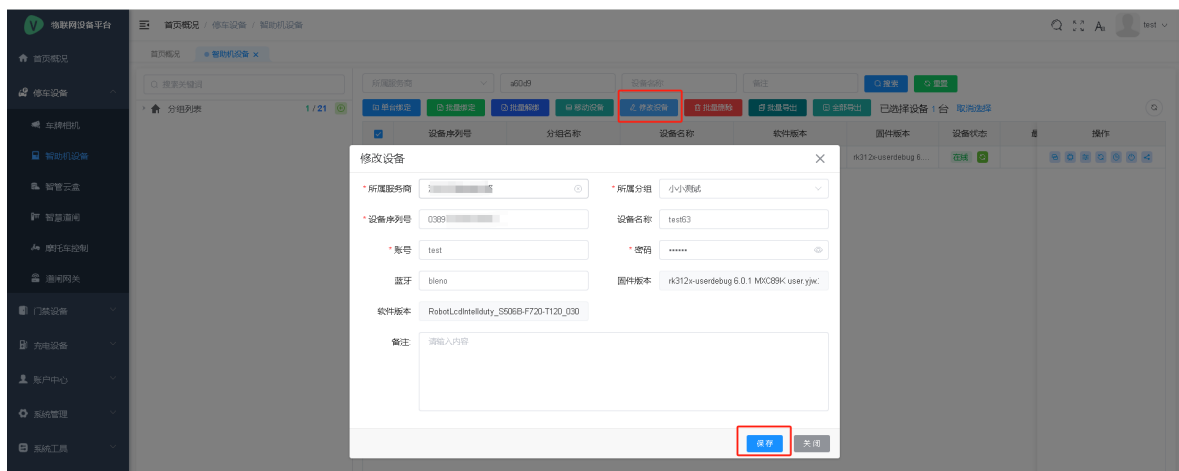 物联网设备平台
首页概况 / 停车设备 / 智助机设备
test
首页概况
首页概况
智助机设备
停车设备
搜索关键词
所属服务商
a60d9
设备名称
备注
搜索
重置
分组列表
1 / 21
单台绑定
批量绑定
批量解绑
移动设备
修改设备
批量删除
批量导出
全部导出
已选择设备 1 台 取消选择
车牌相机
设备序列号
分组名称
设备名称
软件版本
固件版本
设备状态
操作
智助机设备
修改设备
rk312x-userdebug 6....
在线
智管云盒
* 所属服务商
* 所属分组
小小测试
智慧道闸
* 设备序列号
0389
设备名称
test63
摩托车控制
* 账号
test
* 密码
••••••
道闸网关
蓝牙
bleno
固件版本
rk312x-userdebug 6.0.1 MXC89K user.yjw.
门禁设备
软件版本
RobotLcdIntellduty_S506B-F720-T120_030
充电设备
备注:
请输入内容
账户中心
系统管理
系统工具
保存
关闭